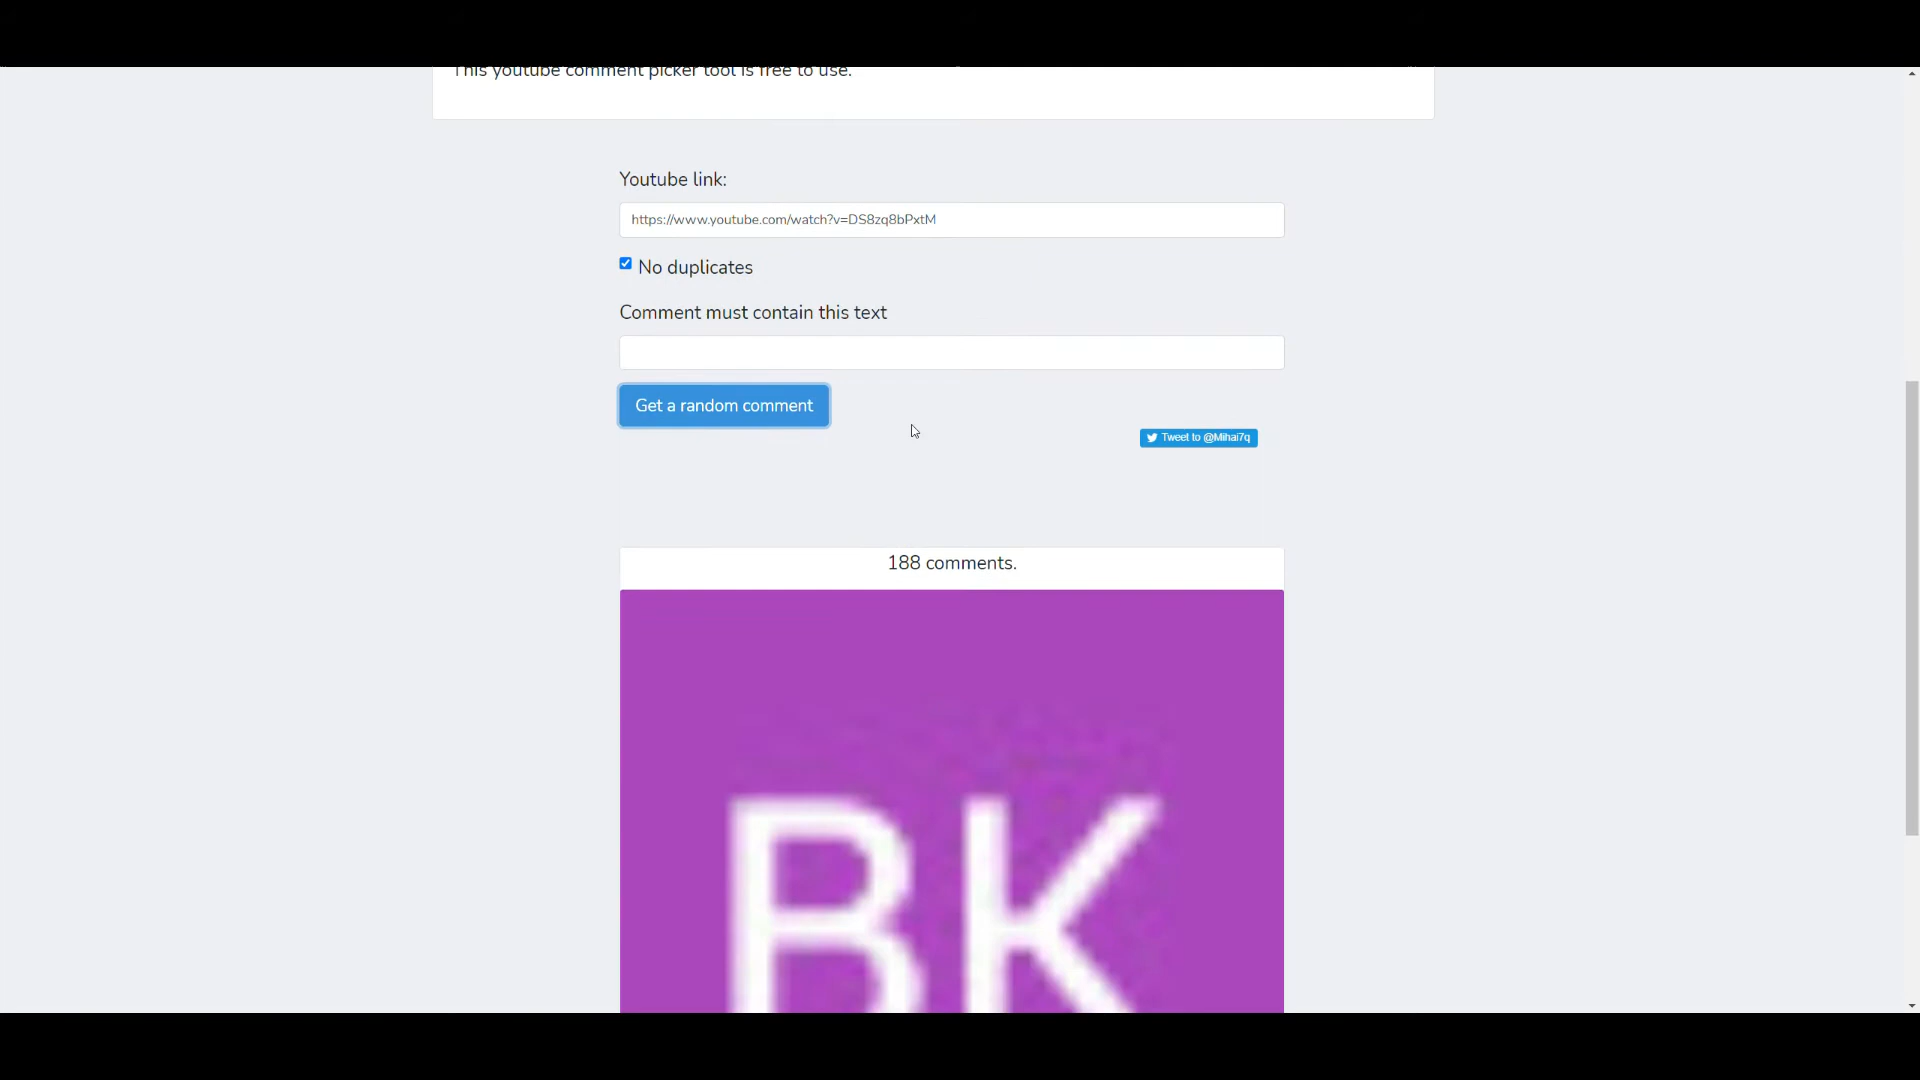 This youtube comment picker tool is free to use.
Youtube link:
https://www.youtube.com/watch?v=DS8zq8bPxtM
No duplicates
Comment must contain this text
Get a random comment
Tweet to @Mihai7q
188 comments.
BK